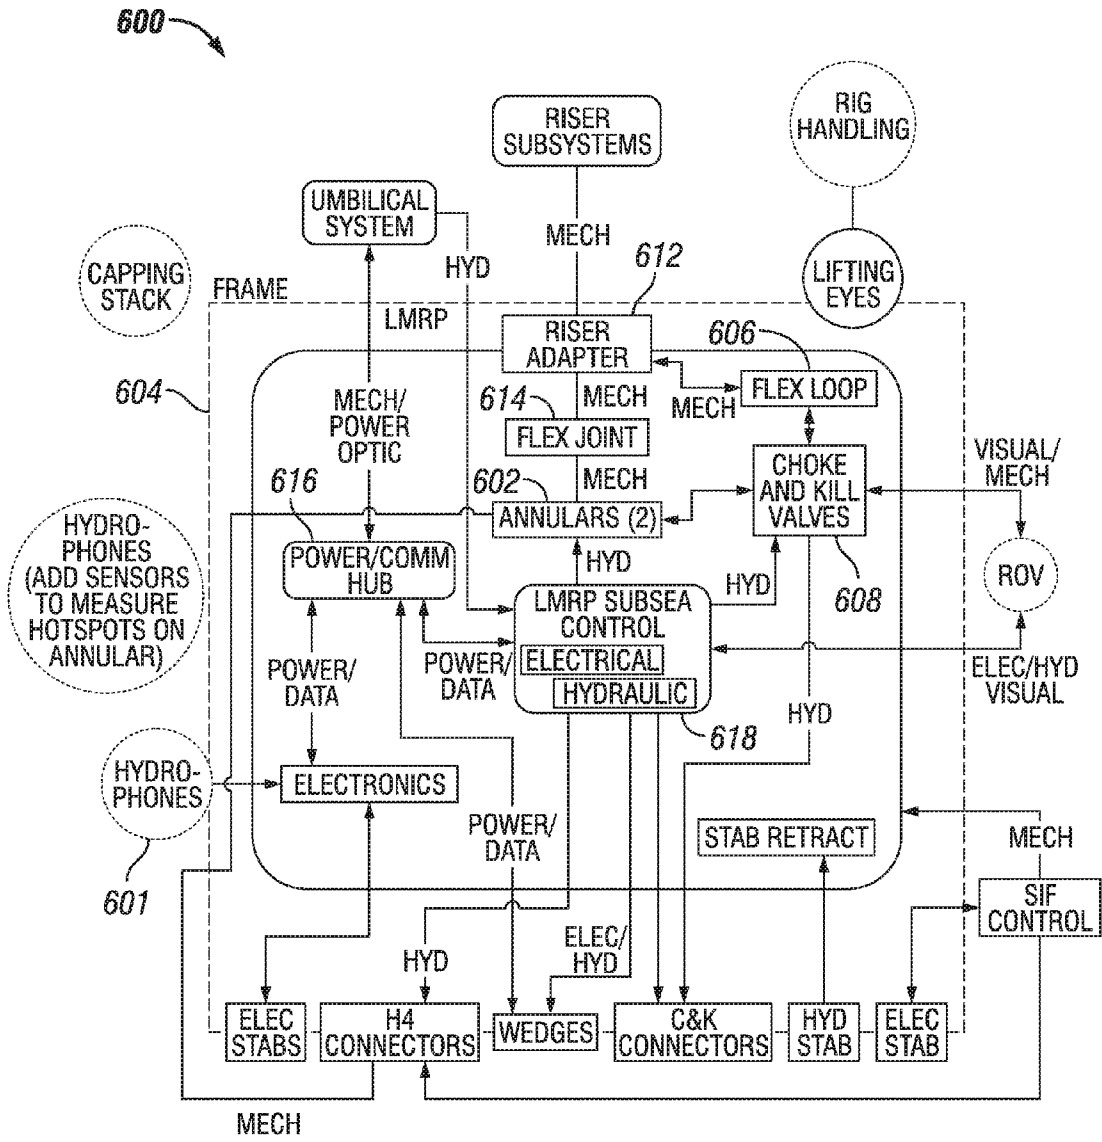 600
RIG
HANDLING
RISER
SUBSYSTEMS
UMBILICAL
SYSTEM
MECH
HYD
612
CAPPING
STACK
LIFTING
EYES
FRAME
LMRP
RISER
ADAPTER
606
604
614
MECH
MECH
FLEX LOOP
MECH/
POWER
OPTIC
FLEX JOINT
VISUAL/
MECH
616
602
MECH
CHOKE
AND KILL
VALVES
HYDRO-
PHONES
(ADD SENSORS
TO MEASURE
HOTSPOTS ON
ANNULAR)
ANNULARS (2)
POWER/COMM
HUB
HYD
HYD
608
ROV
LMRP SUBSEA
CONTROL
ELECTRICAL
HYDRAULIC
POWER/
DATA
POWER/
DATA
ELEC/HYD
VISUAL
HYD
618
HYDRO-
PHONES
ELECTRONICS
601
POWER/
DATA
STAB RETRACT
MECH
SIF
CONTROL
HYD
ELEC/
HYD
ELEC
STABS
H4
CONNECTORS
WEDGES
C&K
CONNECTORS
HYD
STAB
ELEC
STAB
MECH